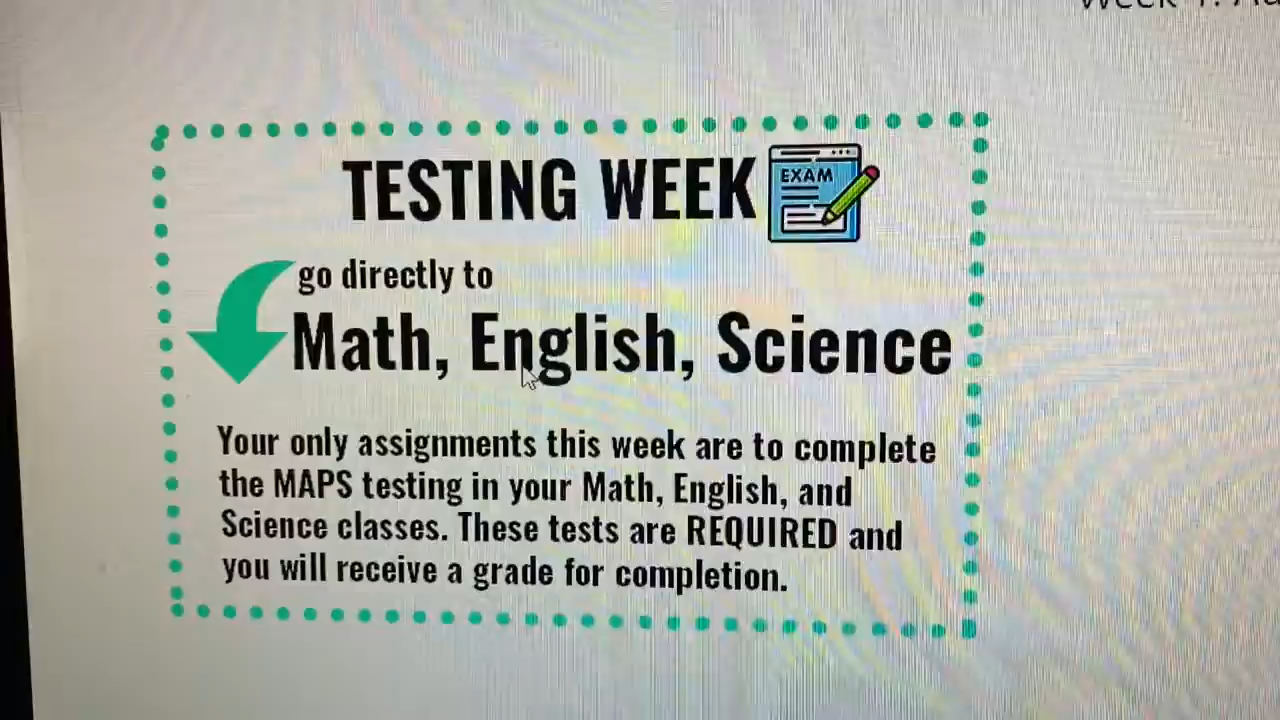 TESTING WEEK
EXAM
go directly to
Math, English, Science
Your only assignments this week are to complete
the MAPS testing in your Math, English, and
Science classes. These tests are REQUIRED and
you will receive a grade for completion.